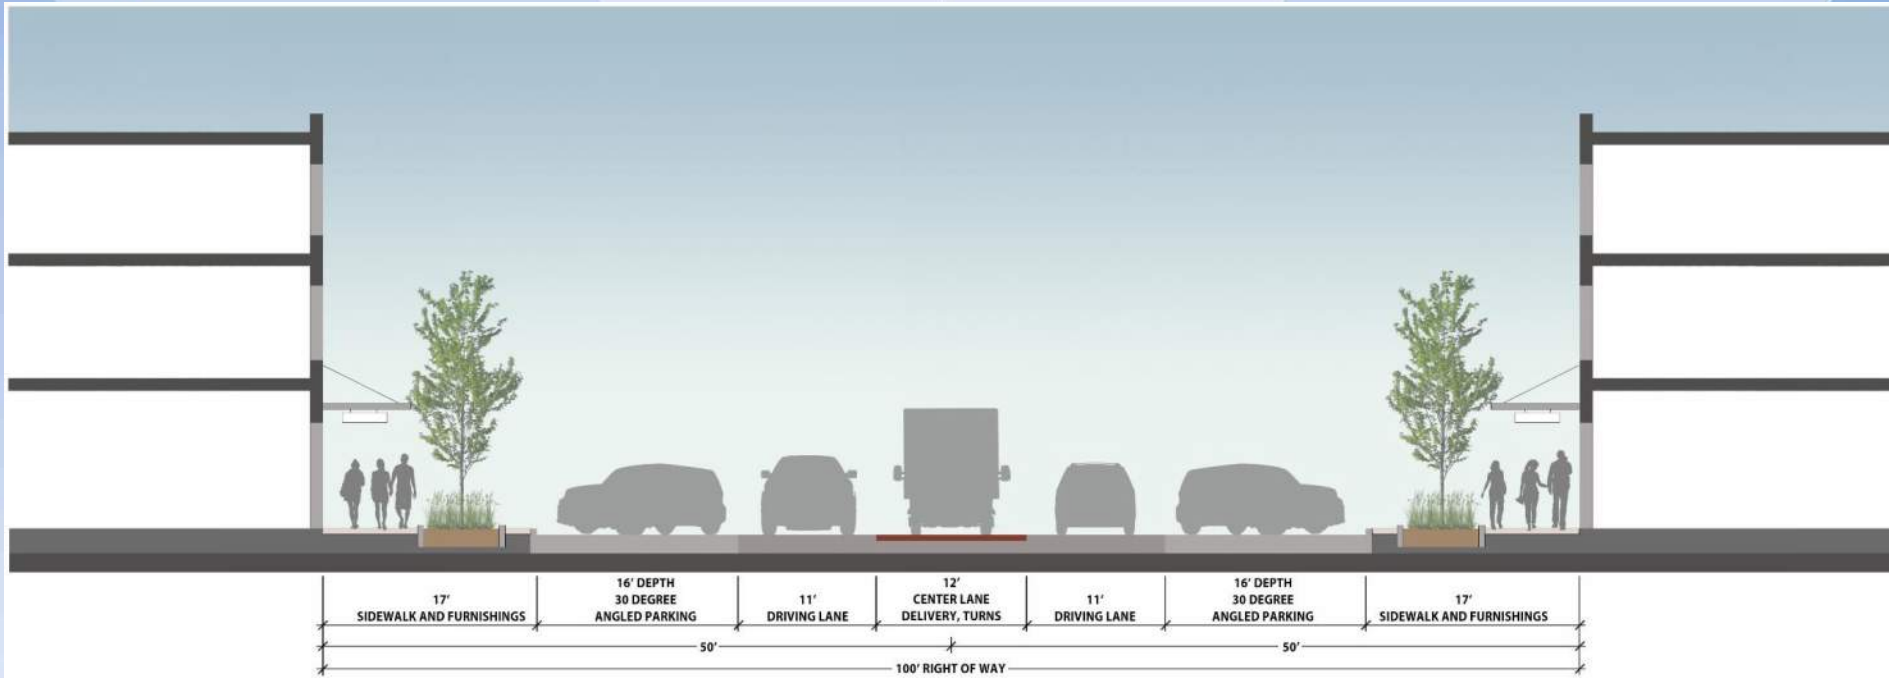 17'
SIDEWALK AND FURNISHINGS
16' DEPTH
30 DEGREE
ANGLED PARKING
11'
DRIVING LANE
12'
CENTER LANE
DELIVERY, TURNS
11'
DRIVING LANE
16' DEPTH
30 DEGREE
ANGLED PARKING
17'
SIDEWALK AND FURNISHINGS
50'
50'
100' RIGHT OF WAY